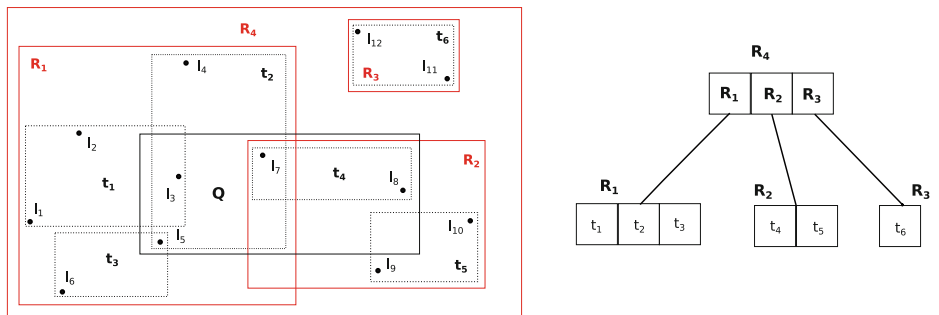 R₄
R₁
l₄
t₂
l₁₂
t₆
R₃
l₁₁
l₂
t₁
l₃
Q
l₇
t₄
l₈
R₂
l₁
l₅
l₁₀
t₃
l₆
l₉
t₅
R₄
R₁ R₂ R₃
R₁
t₁ t₂ t₃
R₂
t₄ t₅
R₃
t₆